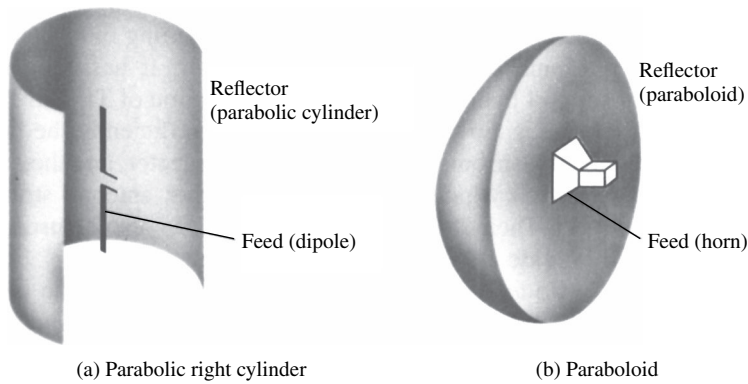 Reflector
(parabolic cylinder)
Feed (dipole)
(a) Parabolic right cylinder
Reflector
(paraboloid)
Feed (horn)
(b) Paraboloid